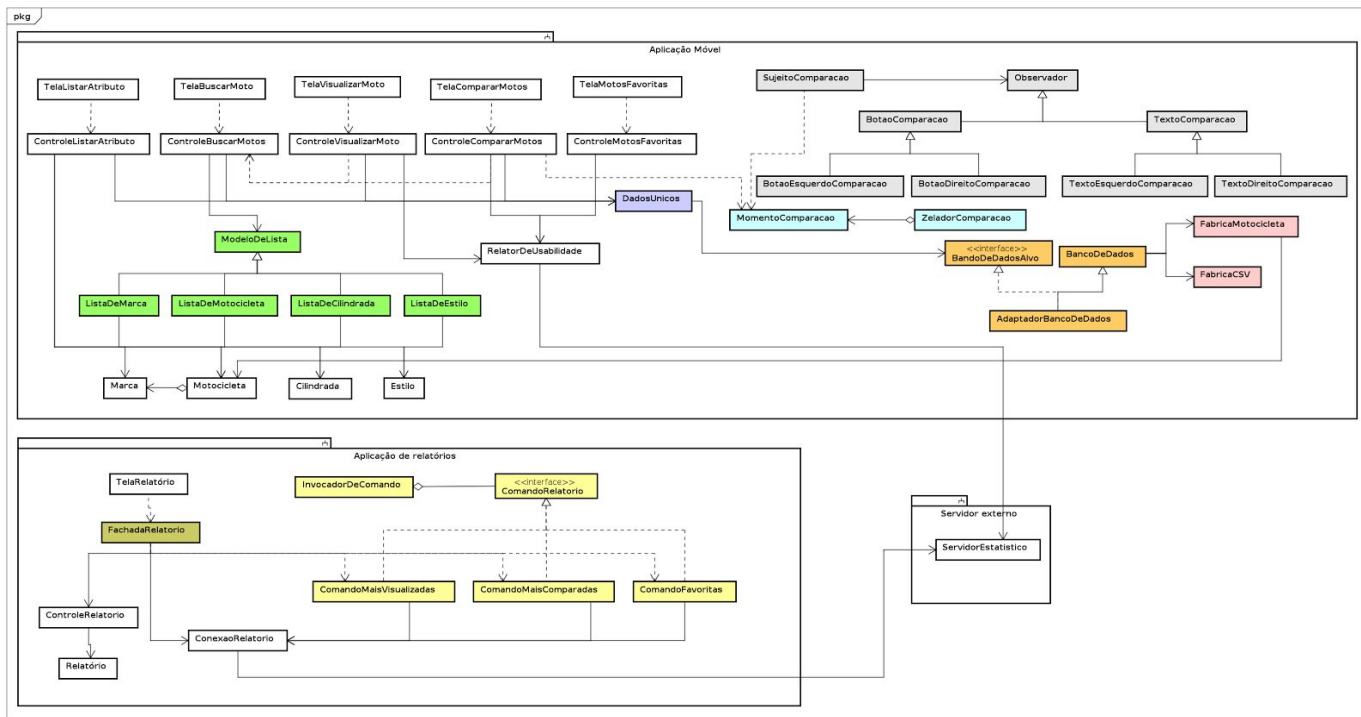 pkg
Aplicação Móvel
TelaListarAtributo
TelaBuscarMoto
TelaVisualizarMoto
TelaCompararMotos
TelaMotosFavoritas
SujeitoComparacao
Observador
ControleListarAtributo
ControleBuscarMotos
ControleVisualizarMoto
ControleCompararMotos
ControleMotosFavoritas
BotaoComparacao
TextoComparacao
BotaoEsquerdoComparacao
BotaoDireitoComparacao
TextoEsquerdoComparacao
TextoDireitoComparacao
DadosUnicos
MomentoComparacao
ZeladorComparacao
FabricaMotocicleta
ModeloDeLista
RelatorDeUsabilidade
<<interface>>
BandoDeDadosAlvo
BancoDeDados
FabricaCSV
ListaDeMarca
ListaDeMotocicleta
ListaDeCilindrada
ListaDeEstilo
AdaptadorBancoDeDados
Marca
Motocicleta
Cilindrada
Estilo
Aplicação de relatórios
TelaRelatório
InvocadorDeComando
<<interface>>
ComandoRelatorio
FachadaRelatorio
Servidor externo
ServidorEstatistico
ComandoMaisVisualizadas
ComandoMaisComparadas
ComandoFavoritas
ControleRelatorio
ConexaoRelatorio
Relatório